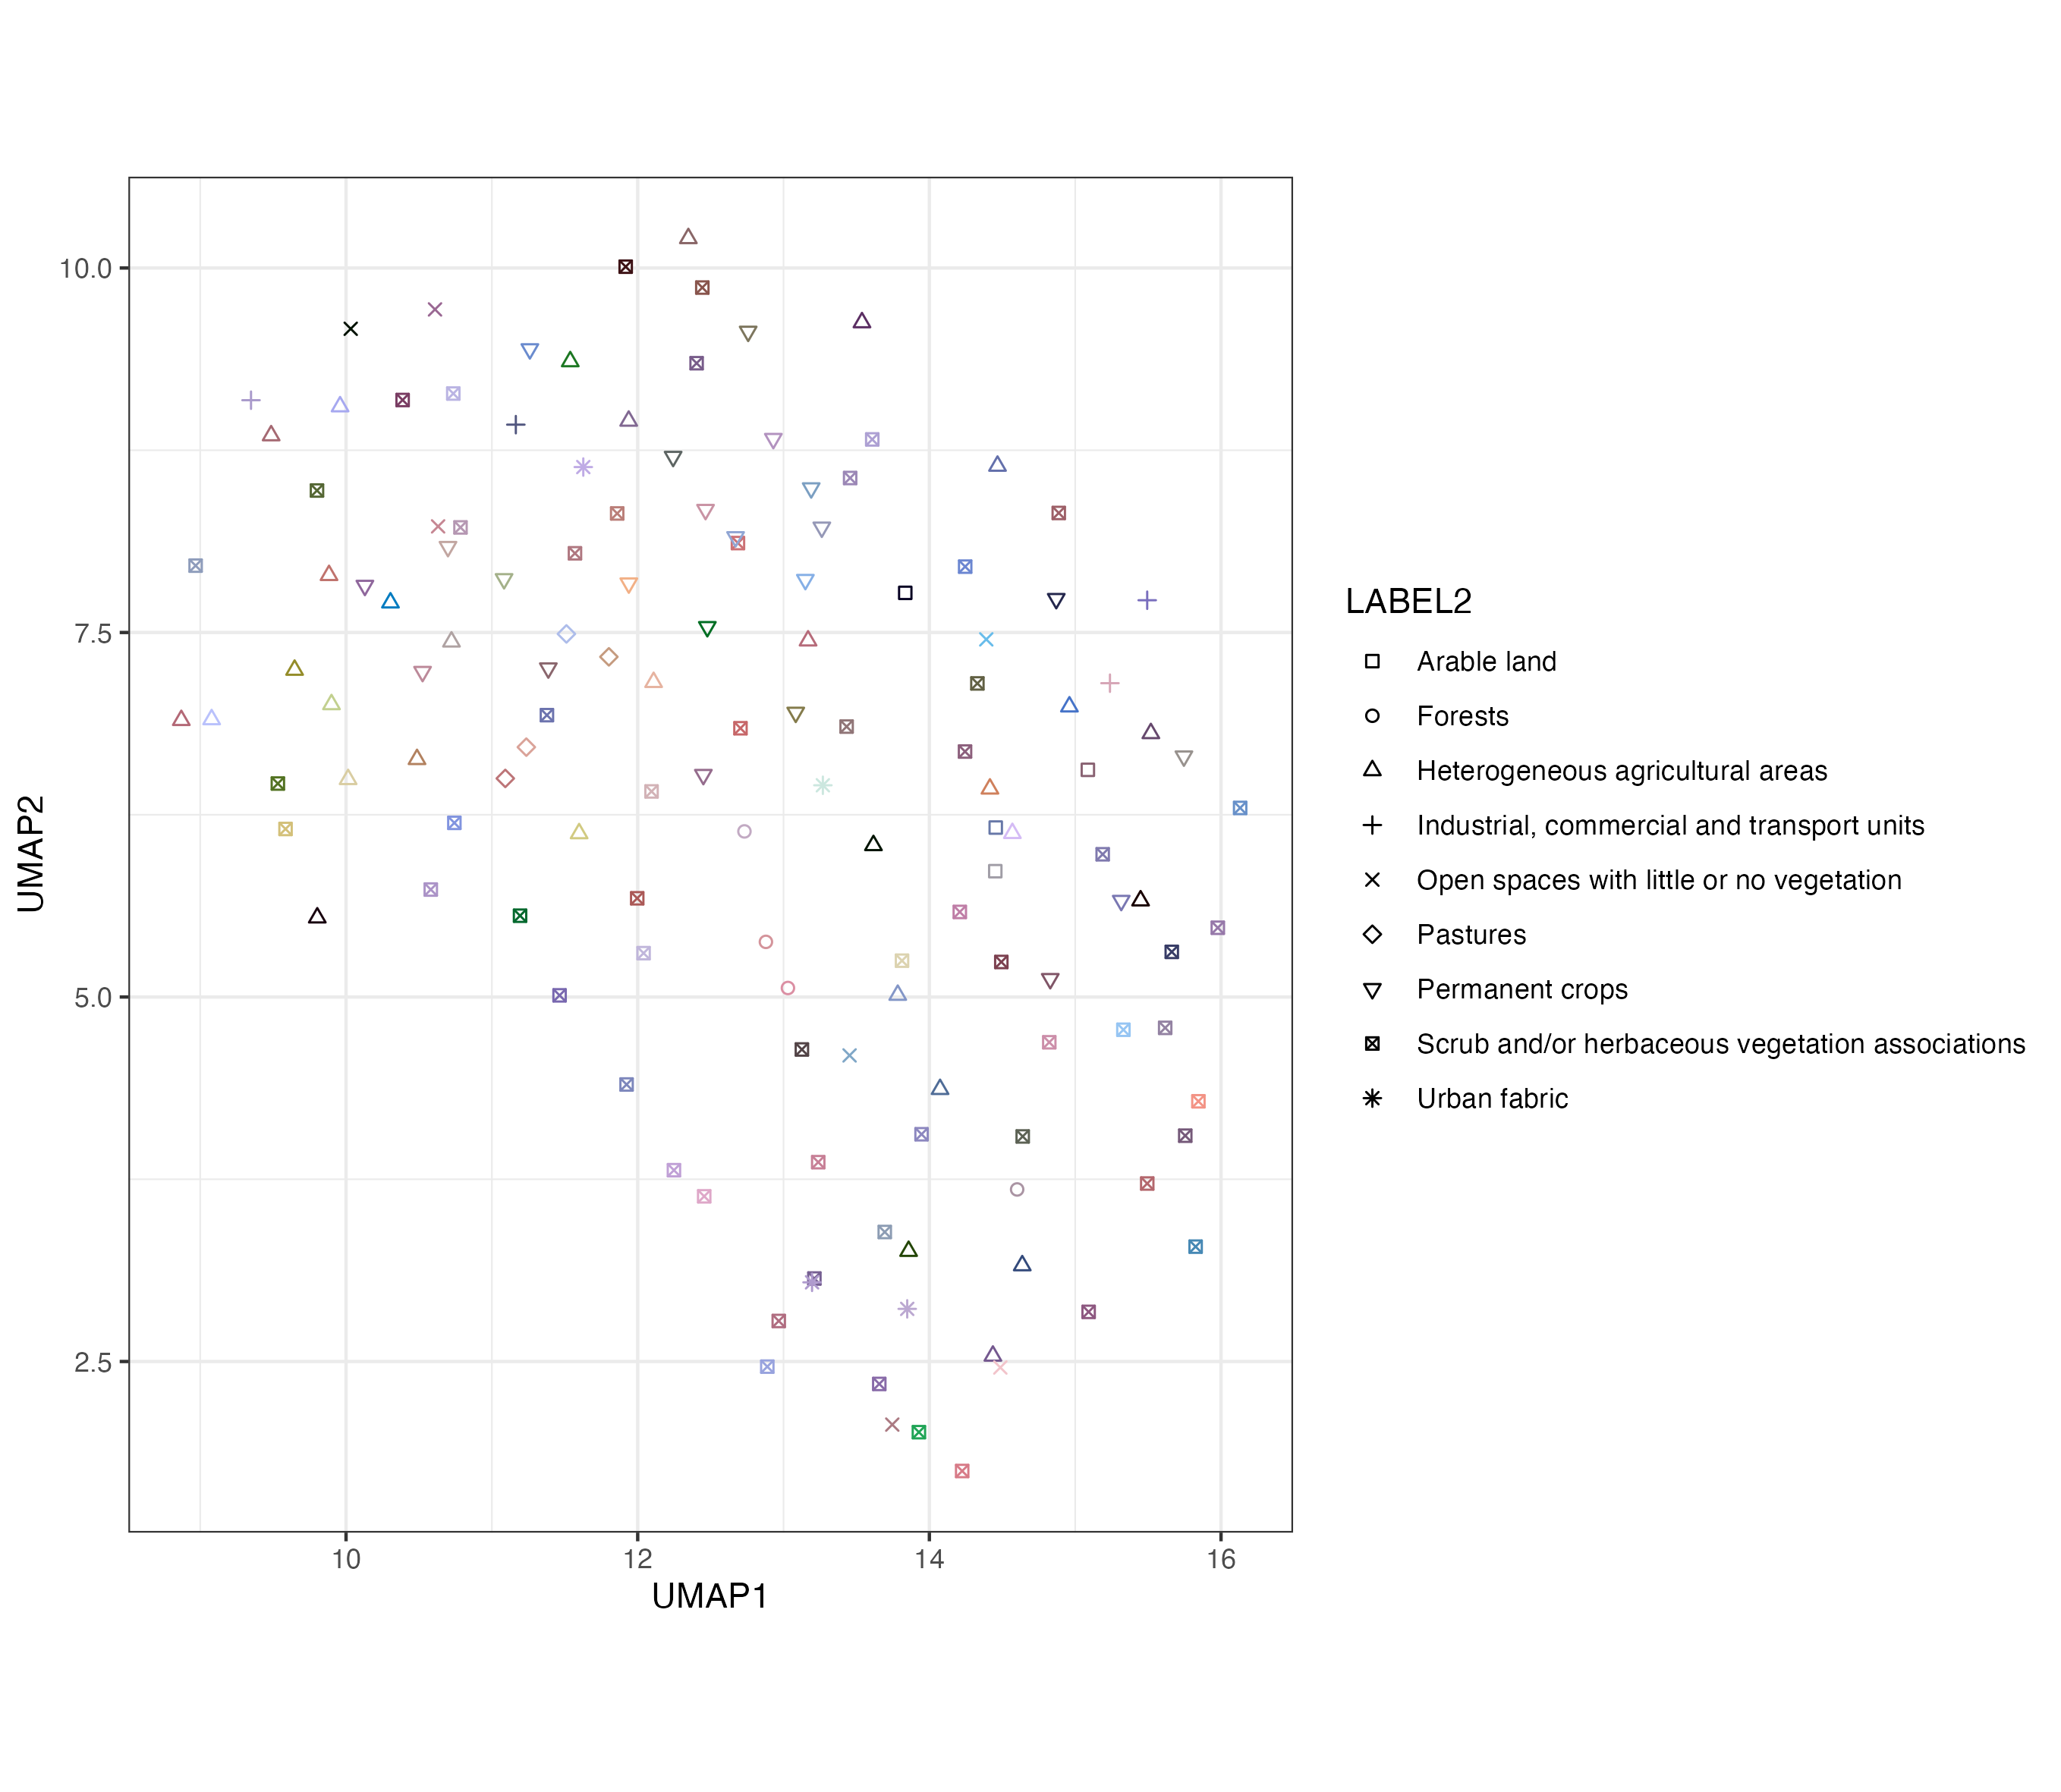 10.0
7.5
5.0
2.5
UMAP2
10
12
14
16
UMAP1
LABEL2
Arable land
Forests
Heterogeneous agricultural areas
Industrial, commercial and transport units
Open spaces with little or no vegetation
Pastures
Permanent crops
Scrub and/or herbaceous vegetation associations
Urban fabric